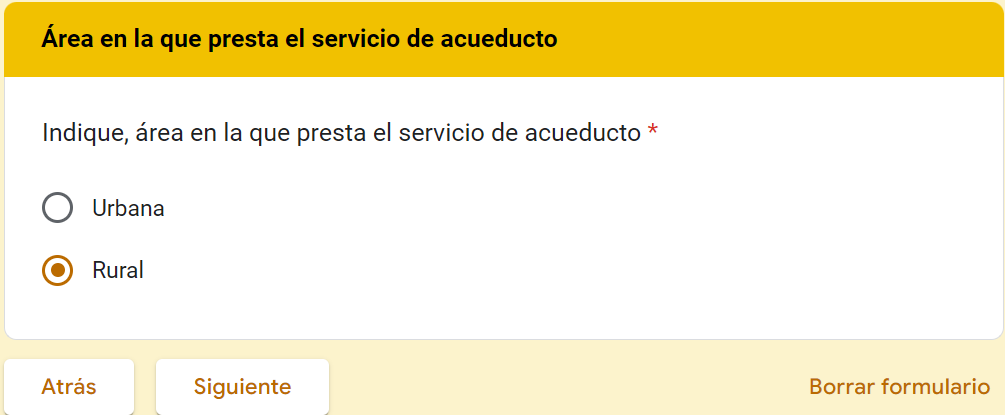 Área en la que presta el servicio de acueducto
Indique, área en la que presta el servicio de acueducto *
Urbana
Rural
Atrás Siguiente Borrar formulario